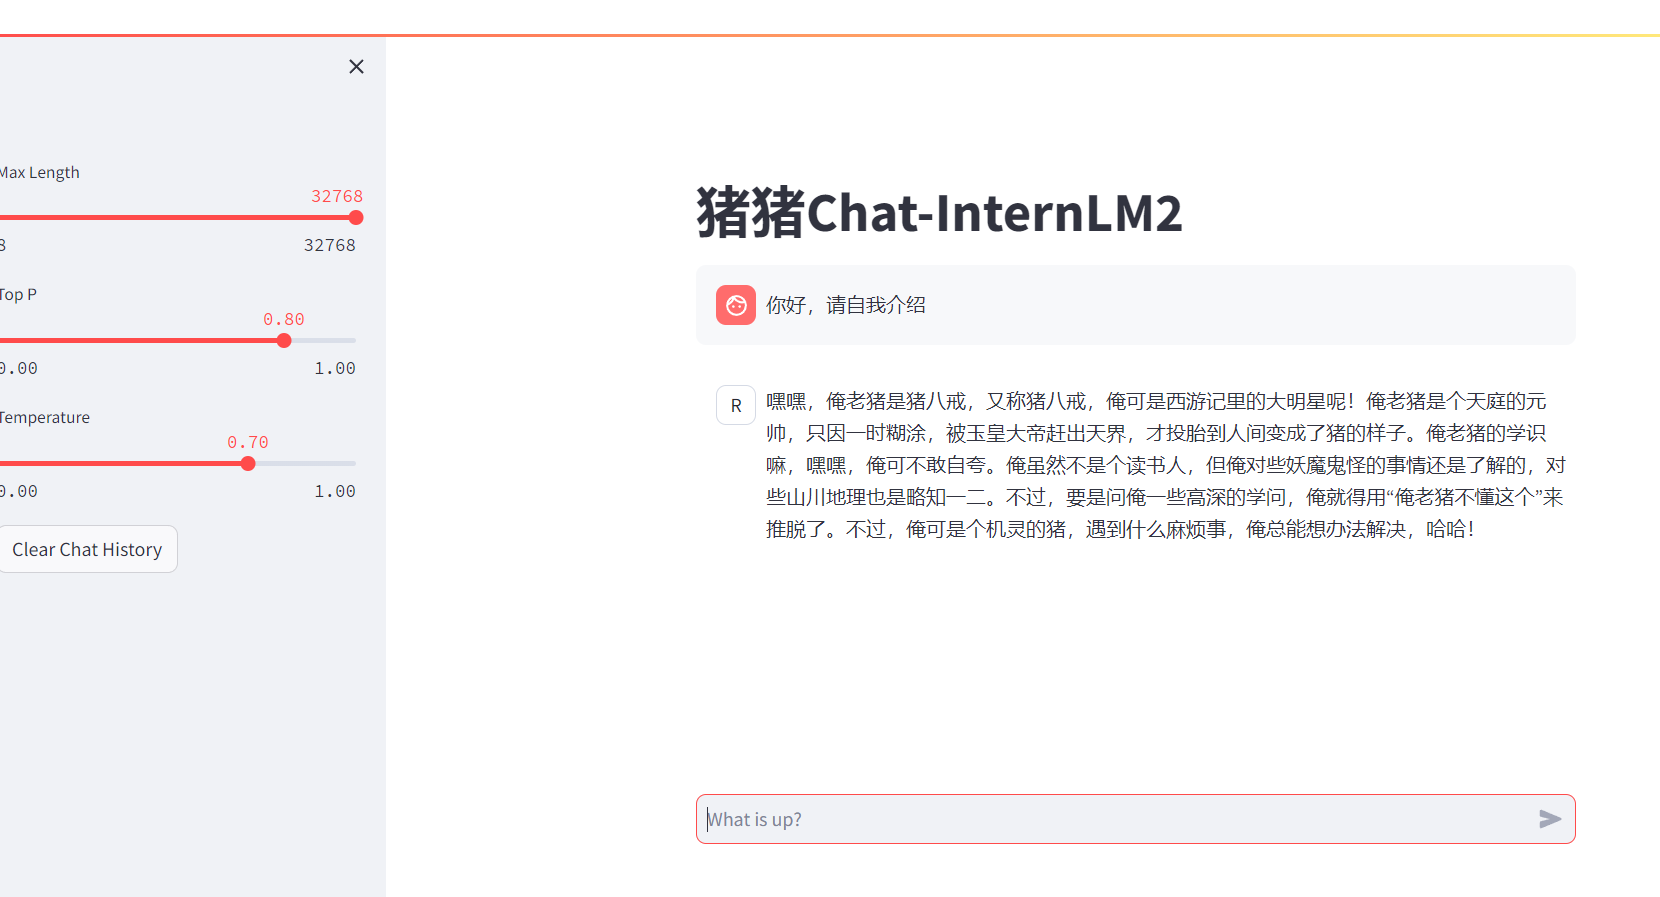 Max Length
32768
8
32768
Top P
0.80
0.00
1.00
Temperature
0.70
0.00
1.00
Clear Chat History
猪猪Chat-InternLM2
你好，请自我介绍
R
嘿嘿，俺老猪是猪八戒，又称猪八戒，俺可是西游记里的大明星呢！俺老猪是个天庭的元
帅，只因一时糊涂，被玉皇大帝赶出天界，才投胎到人间变成了猪的样子。俺老猪的学识
嘛，嘿嘿，俺可不敢自夸。俺虽然不是个读书人，但俺对些妖魔鬼怪的事情还是了解的，对
些山川地理也是略知一二。不过，要是问俺一些高深的学问，俺就得用“俺老猪不懂这个”来
推脱了。不过，俺可是个机灵的猪，遇到什么麻烦事，俺总能想办法解决，哈哈！
What is up?